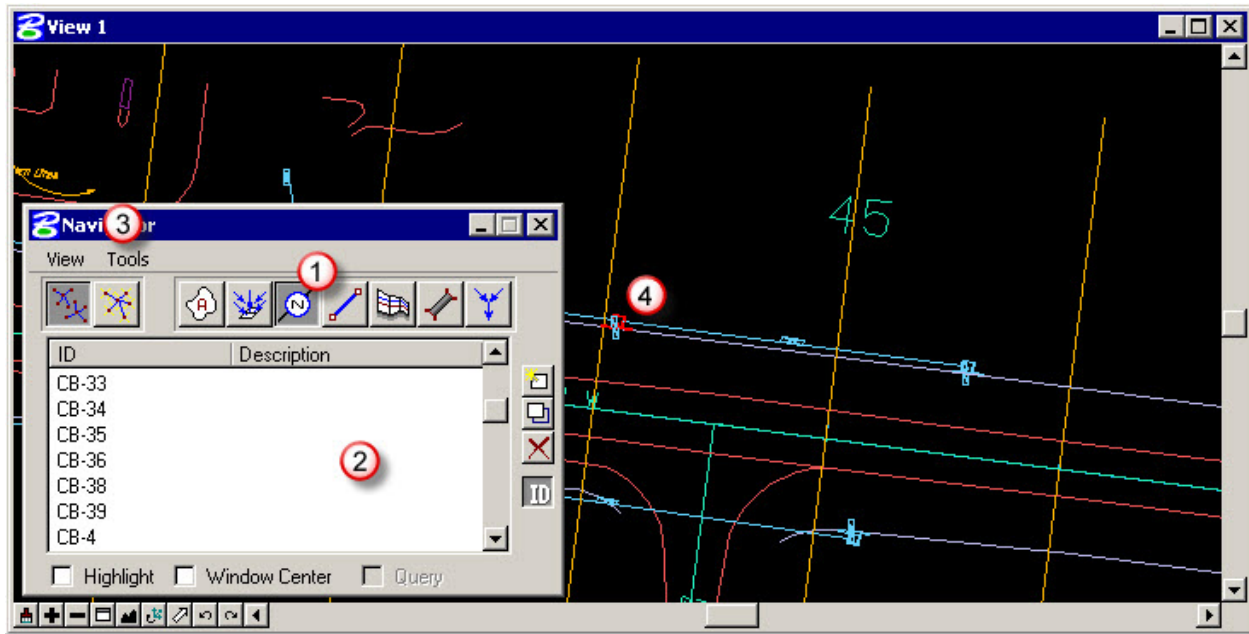 View 1
45
Navi
3
or
View Tools
1
A
N
4
ID Description
CB-33
CB-34
CB-35
CB-36
CB-38
CB-39
CB-4
2
ID
Highlight Window Center Query